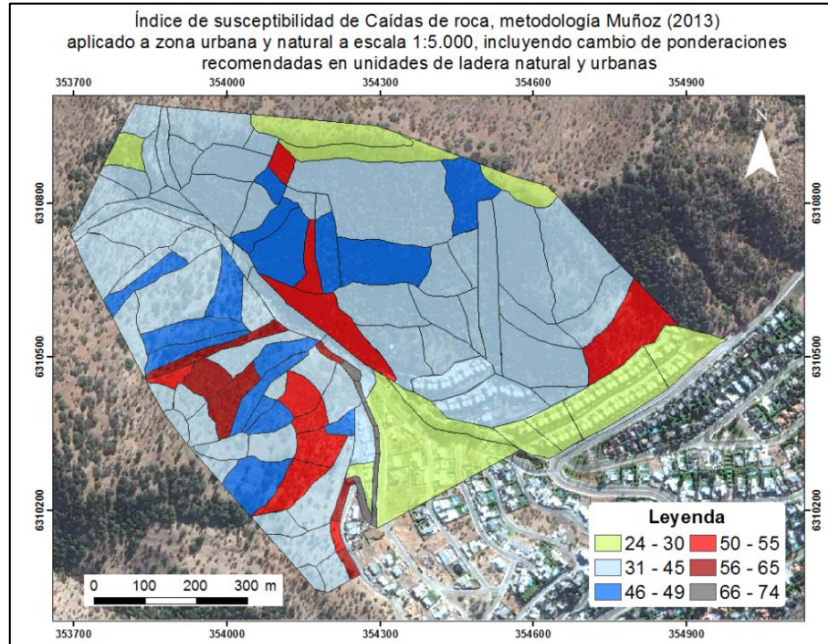 Índice de susceptibilidad de Caídas de roca, metodología Muñoz (2013)
aplicado a zona urbana y natural a escala 1:5.000, incluyendo cambio de ponderaciones
recomendadas en unidades de ladera natural y urbanas
353700 354000 354300 354600 354900
N
6310800 6310800
6310500 6310500
6310200 6310200
Leyenda
24 - 30 50 - 55
31 - 45 56 - 65
46 - 49 66 - 74
0 100 200 300 m
353700 354000 354300 354600 354900